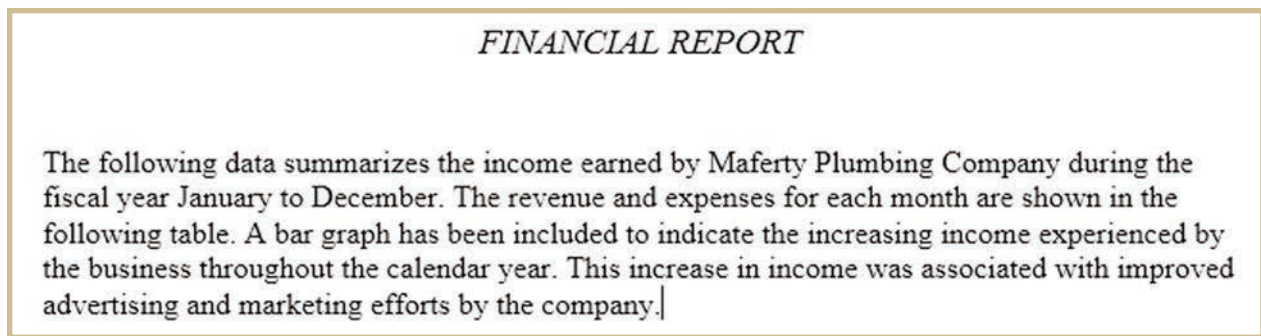 FINANCIAL REPORT
The following data summarizes the income earned by Maferty Plumbing Company during the
fiscal year January to December. The revenue and expenses for each month are shown in the
following table. A bar graph has been included to indicate the increasing income experienced by
the business throughout the calendar year. This increase in income was associated with improved
advertising and marketing efforts by the company.